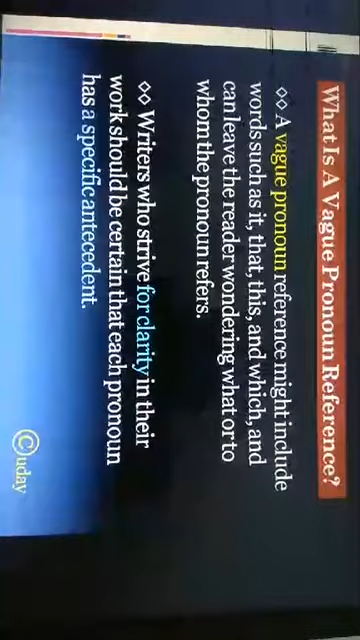 What Is A Vague Pronoun Reference?
◊◊ A vague pronoun reference might include
words such as it, that, this, and which, and
can leave the reader wondering what or to
whom the pronoun refers.
◊◊ Writers who strive for clarity in their
work should be certain that each pronoun
has a specific antecedent.
©uday